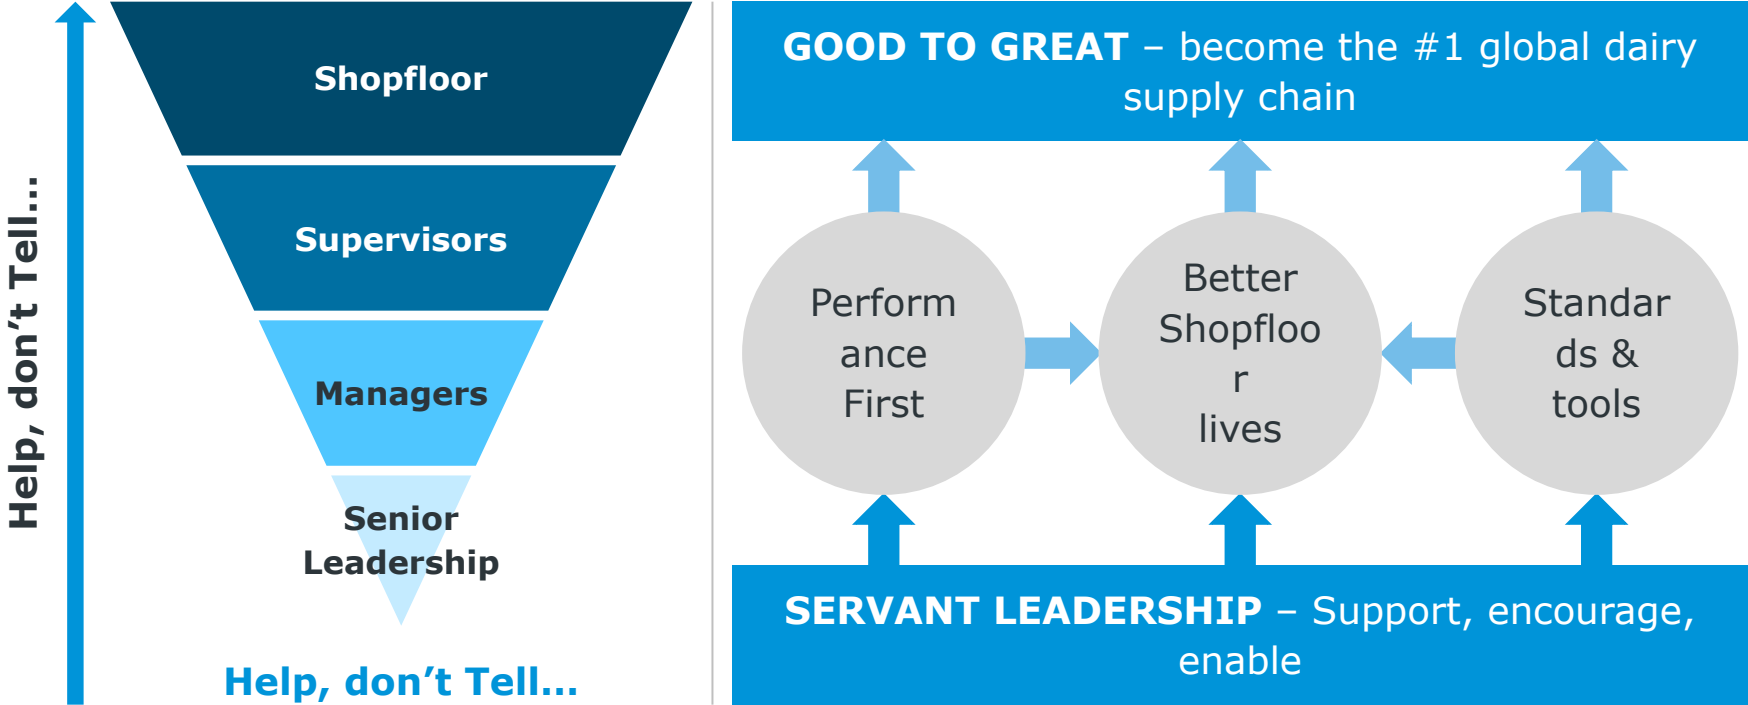 Help, don’t Tell...
Shopfloor
Supervisors
Managers
Senior
Leadership
Help, don’t Tell...
GOOD TO GREAT – become the #1 global dairy
supply chain
Perform
ance
First
Better
Shopfloo
r
lives
Standar
ds &
tools
SERVANT LEADERSHIP – Support, encourage,
enable